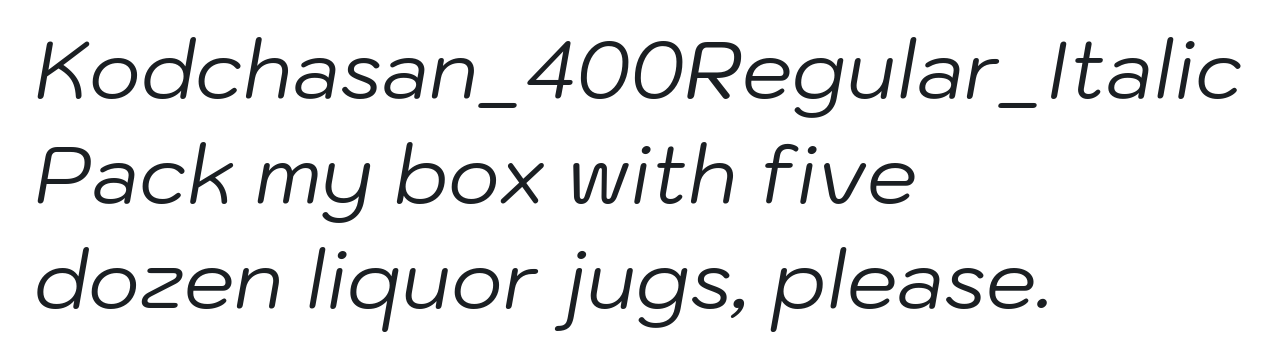 Kodchasan_400Regular_Italic
Pack my box with five
dozen liquor jugs, please.